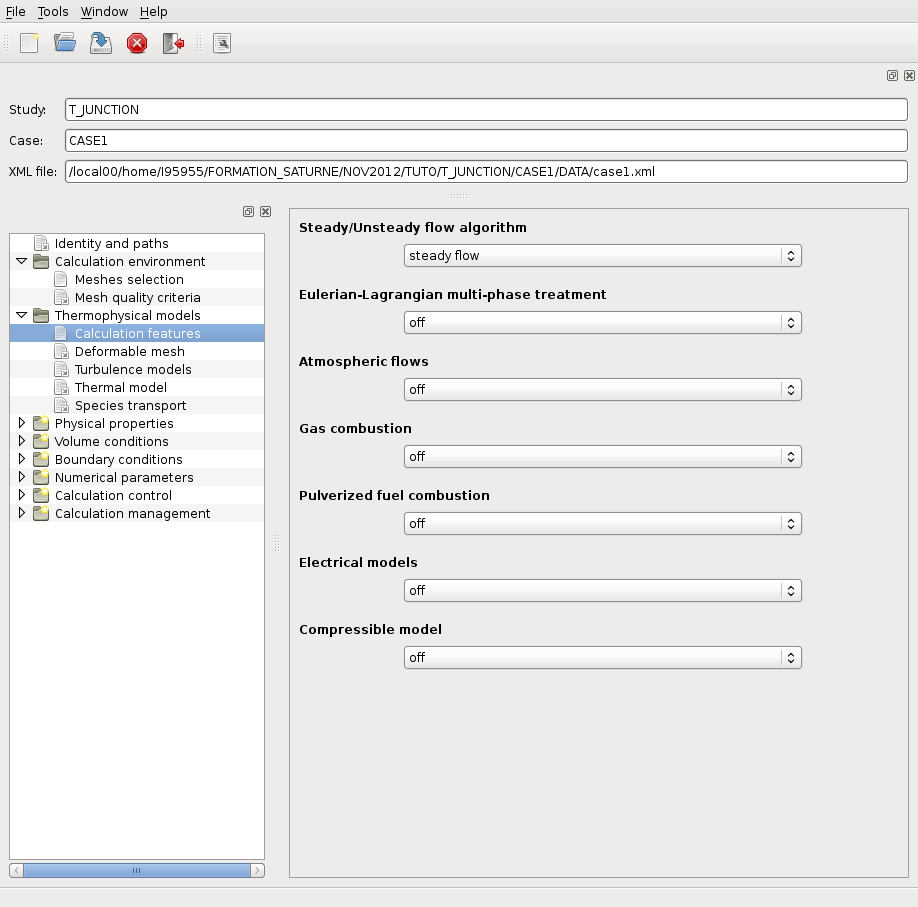 File Tools Window Help
Study: T_JUNCTION
Case: CASE1
XML file: /local00/home/I95955/FORMATION_SATURNE/NOV2012/TUTO/T_JUNCTION/CASE1/DATA/case1.xml
Identity and paths
Calculation environment
Meshes selection
Mesh quality criteria
Thermophysical models
Calculation features
Deformable mesh
Turbulence models
Thermal model
Species transport
Physical properties
Volume conditions
Boundary conditions
Numerical parameters
Calculation control
Calculation management
Steady/Unsteady flow algorithm
steady flow
Eulerian-Lagrangian multi-phase treatment
off
Atmospheric flows
off
Gas combustion
off
Pulverized fuel combustion
off
Electrical models
off
Compressible model
off